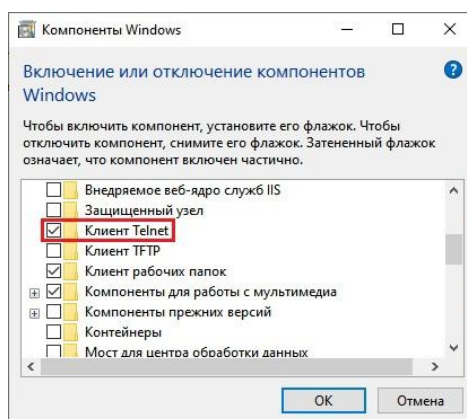 Компоненты Windows
Включение или отключение компонентов
Windows
Чтобы включить компонент, установите его флажок. Чтобы
отключить компонент, снимите его флажок. Затененный флажок
означает, что компонент включен частично.
Внедряемое веб-ядро служб IIS
Защищенный узел
Клиент Telnet
Клиент TFTP
Клиент рабочих папок
Компоненты для работы с мультимедиа
Компоненты прежних версий
Контейнеры
Мост для центра обработки данных
ОК
Отмена